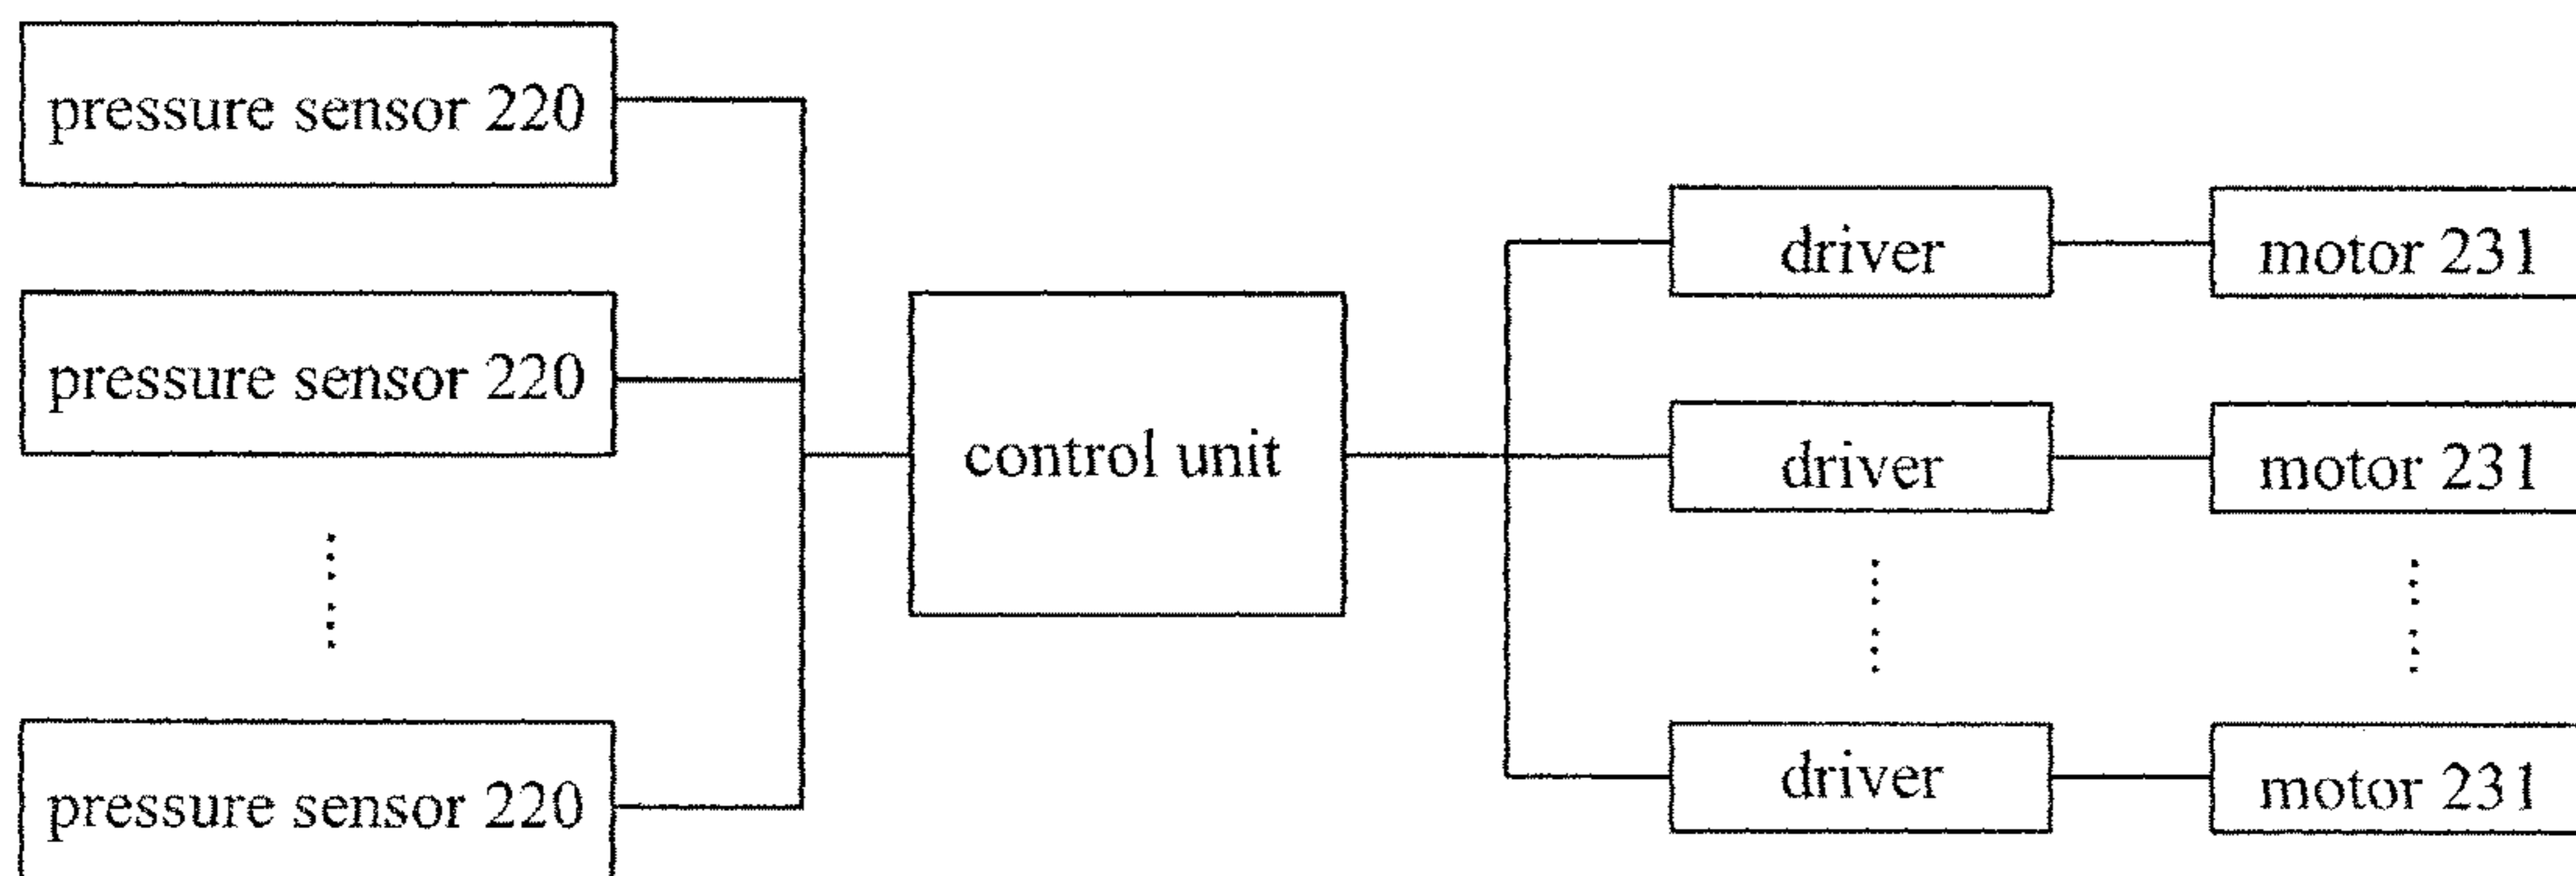 pressure sensor 220
pressure sensor 220
pressure sensor 220
control unit
driver
motor 231
driver
motor 231
driver
motor 231